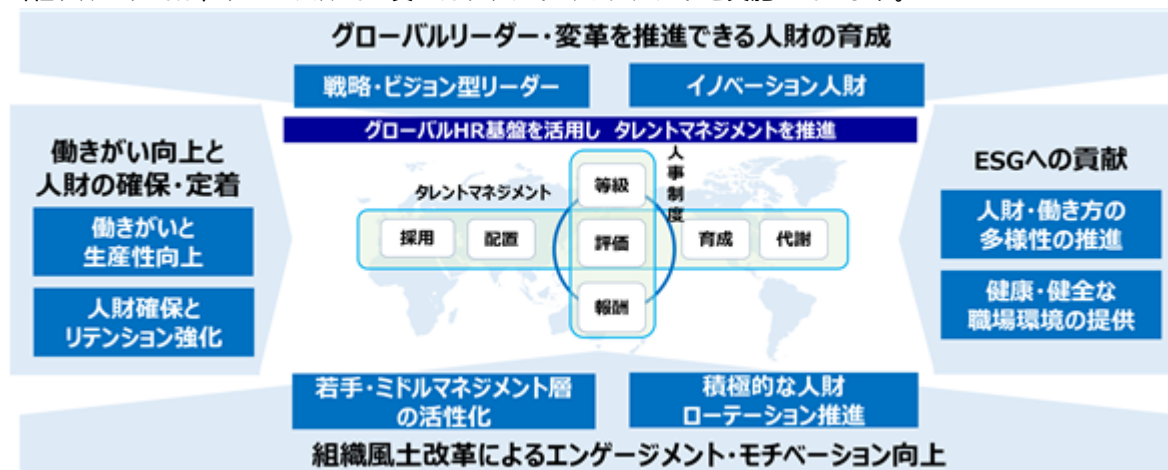 グローバルリーダー・変革を推進できる人財の育成
戦略・ビジョン型リーダー
イノベーション人財
グローバルHR基盤を活用し タレントマネジメントを推進
働きがい向上と
人財の確保・定着
働きがいと
生産性向上
人財確保と
リテンション強化
タレントマネジメント
人事制度
等級
採用
配置
評価
育成
代謝
報酬
ESGへの貢献
人財・働き方の
多様性の推進
健康・健全な
職場環境の提供
若手・ミドルマネジメント層
の活性化
積極的な人財
ローテーション推進
組織風土改革によるエンゲージメント・モチベーション向上